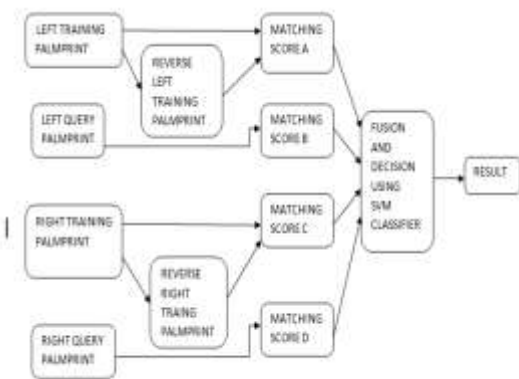 LEFT TRAINING
PALMPRINT
REVERSE
LEFT
TRAINING
PALMPRINT
MATCHING
SCORE A
LEFT QUERY
PALMPRINT
MATCHING
SCORE B
FUSION
AND
DECISION
USING
SVM
CLASSIFIER
RESULT
RIGHT TRAINING
PALMPRINT
REVERSE
RIGHT
TRAING
PALMPRINT
MATCHING
SCORE C
RIGHT QUERY
PALMPRINT
MATCHING
SCORE D